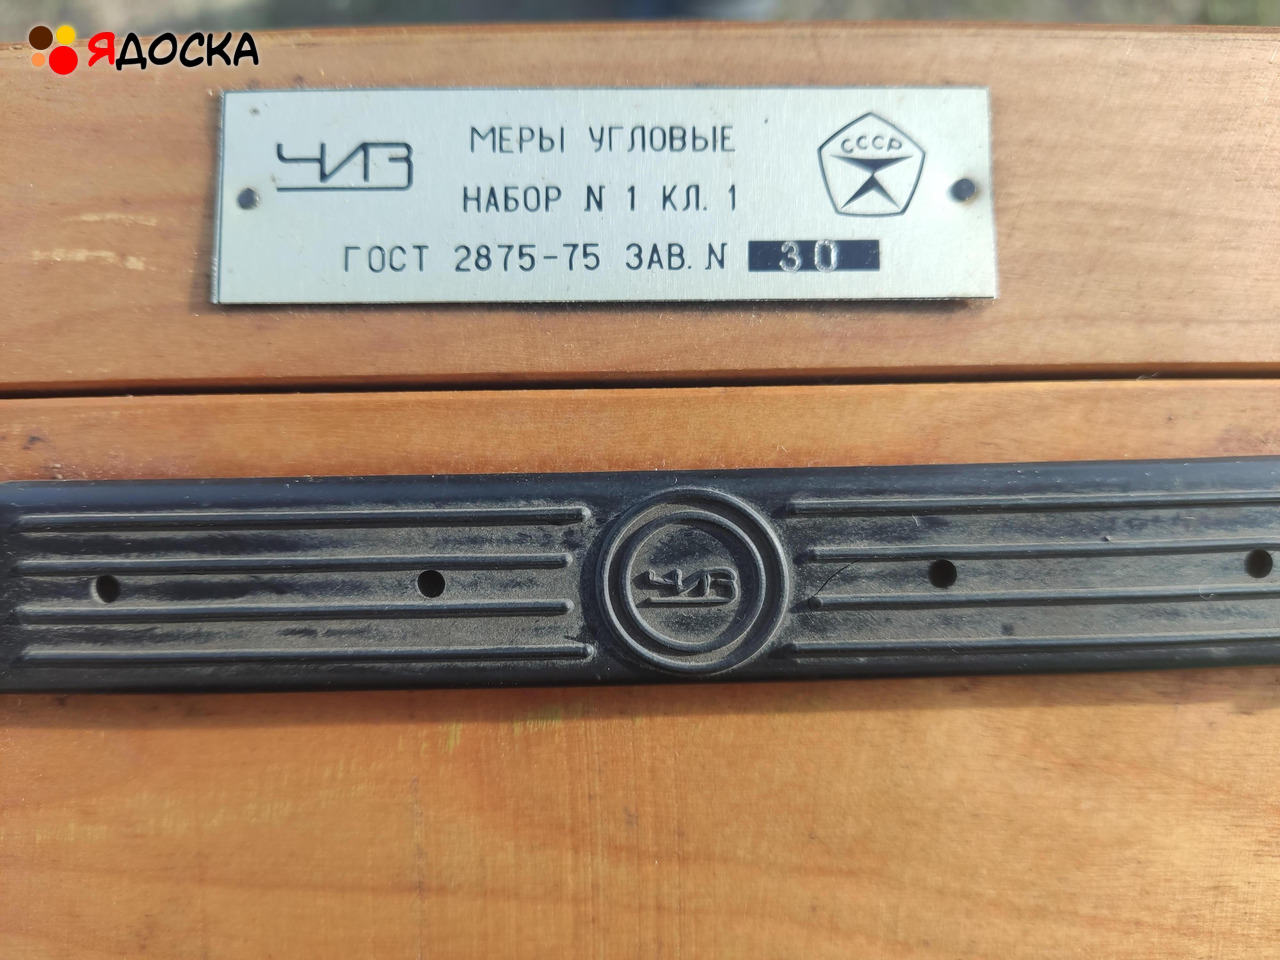 ЯДОСКА
ЧИЗ
МЕРЫ УГЛОВЫЕ
НАБОР N 1 КЛ. 1
ГОСТ 2875-75 ЗАВ. N 30
СССР
ЧИЗ